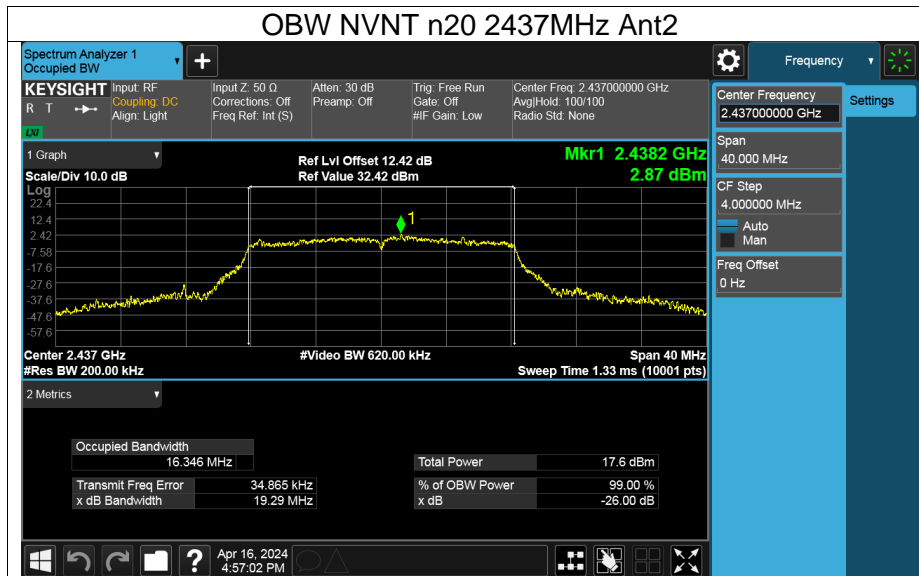 OBW NVNT n20 2437MHz Ant2
Spectrum Analyzer 1
Occupied BW
Frequency
KEYSIGHT
R T
LXI
Input: RF
Coupling: DC
Align: Light
Input Z: 50 Ω
Corrections: Off
Freq Ref: Int (S)
Atten: 30 dB
Preamp: Off
Trig: Free Run
Gate: Off
#IF Gain: Low
Center Freq: 2.437000000 GHz
Avg|Hold: 100/100
Radio Std: None
Center Frequency
2.437000000 GHz
Settings
Span
40.000 MHz
CF Step
4.000000 MHz
Auto
Man
Freq Offset
0 Hz
1 Graph
Scale/Div 10.0 dB
Ref Lvl Offset 12.42 dB
Ref Value 32.42 dBm
Mkr1 2.4382 GHz
2.87 dBm
Log
22.4
12.4
2.42
-7.58
-17.6
-27.6
-37.6
-47.6
-57.6
1
Center 2.437 GHz
#Video BW 620.00 kHz
Span 40 MHz
#Res BW 200.00 kHz
Sweep Time 1.33 ms (10001 pts)
2 Metrics
Occupied Bandwidth
16.346 MHz
Total Power 17.6 dBm
Transmit Freq Error 34.865 kHz
% of OBW Power 99.00 %
x dB Bandwidth 19.29 MHz
x dB -26.00 dB
?
Apr 16, 2024
4:57:02 PM